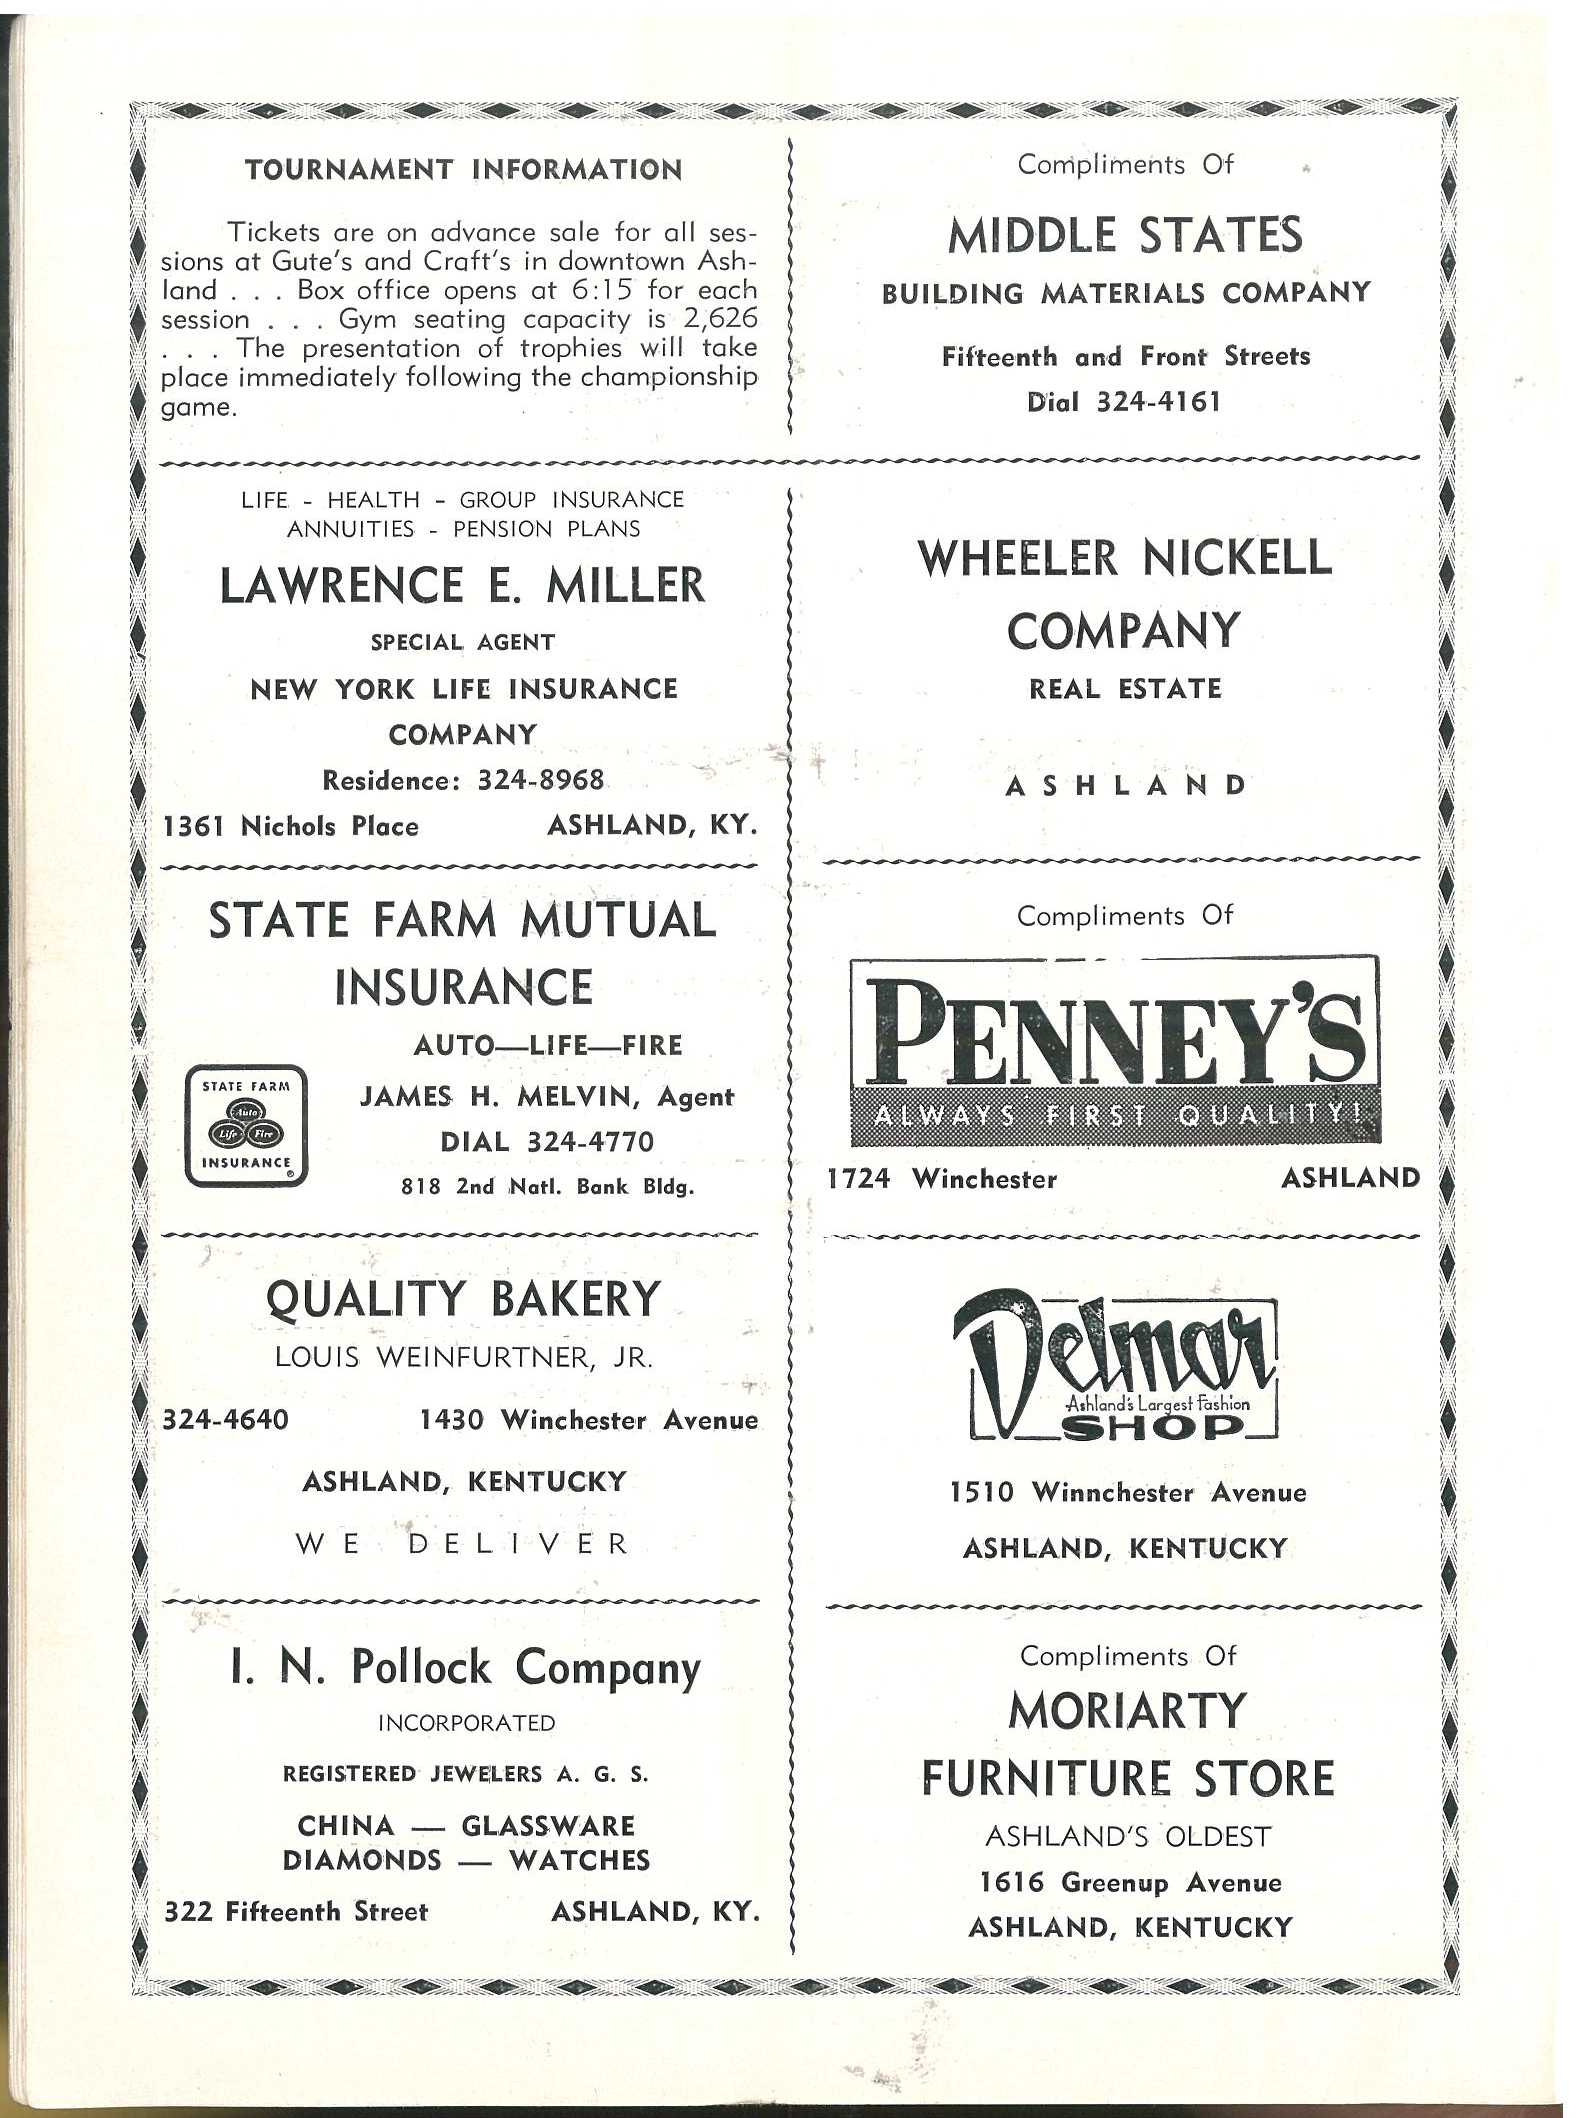 TOURNAMENT INFORMATION
Tickets are on advance sale for all ses-
sions at Gute's and Craft's in downtown Ash-
land . . . Box office opens at 6:15 for each
session . . . Gym seating capacity is 2,626
. . . The presentation of trophies will take
place immediately following the championship
game.
Compliments Of
MIDDLE STATES
BUILDING MATERIALS COMPANY
Fifteenth and Front Streets
Dial 324-4161
LIFE - HEALTH - GROUP INSURANCE
ANNUITIES - PENSION PLANS
LAWRENCE E. MILLER
SPECIAL AGENT
NEW YORK LIFE INSURANCE
COMPANY
Residence: 324-8968
1361 Nichols Place ASHLAND, KY.
WHEELER NICKELL
COMPANY
REAL ESTATE
ASHLAND
STATE FARM MUTUAL
INSURANCE
AUTO—LIFE—FIRE
JAMES H. MELVIN, Agent
DIAL 324-4770
818 2nd Natl. Bank Bldg.
STATE FARM
Auto
Life Fire
INSURANCE
®
Compliments Of
PENNEY'S
ALWAYS FIRST QUALITY!
1724 Winchester ASHLAND
QUALITY BAKERY
LOUIS WEINFURTNER, JR.
324-4640 1430 Winchester Avenue
ASHLAND, KENTUCKY
WE DELIVER
Delmar
Ashland's Largest Fashion
SHOP
1510 Winnchester Avenue
ASHLAND, KENTUCKY
I. N. Pollock Company
INCORPORATED
REGISTERED JEWELERS A. G. S.
CHINA — GLASSWARE
DIAMONDS — WATCHES
322 Fifteenth Street ASHLAND, KY.
Compliments Of
MORIARTY
FURNITURE STORE
ASHLAND'S OLDEST
1616 Greenup Avenue
ASHLAND, KENTUCKY